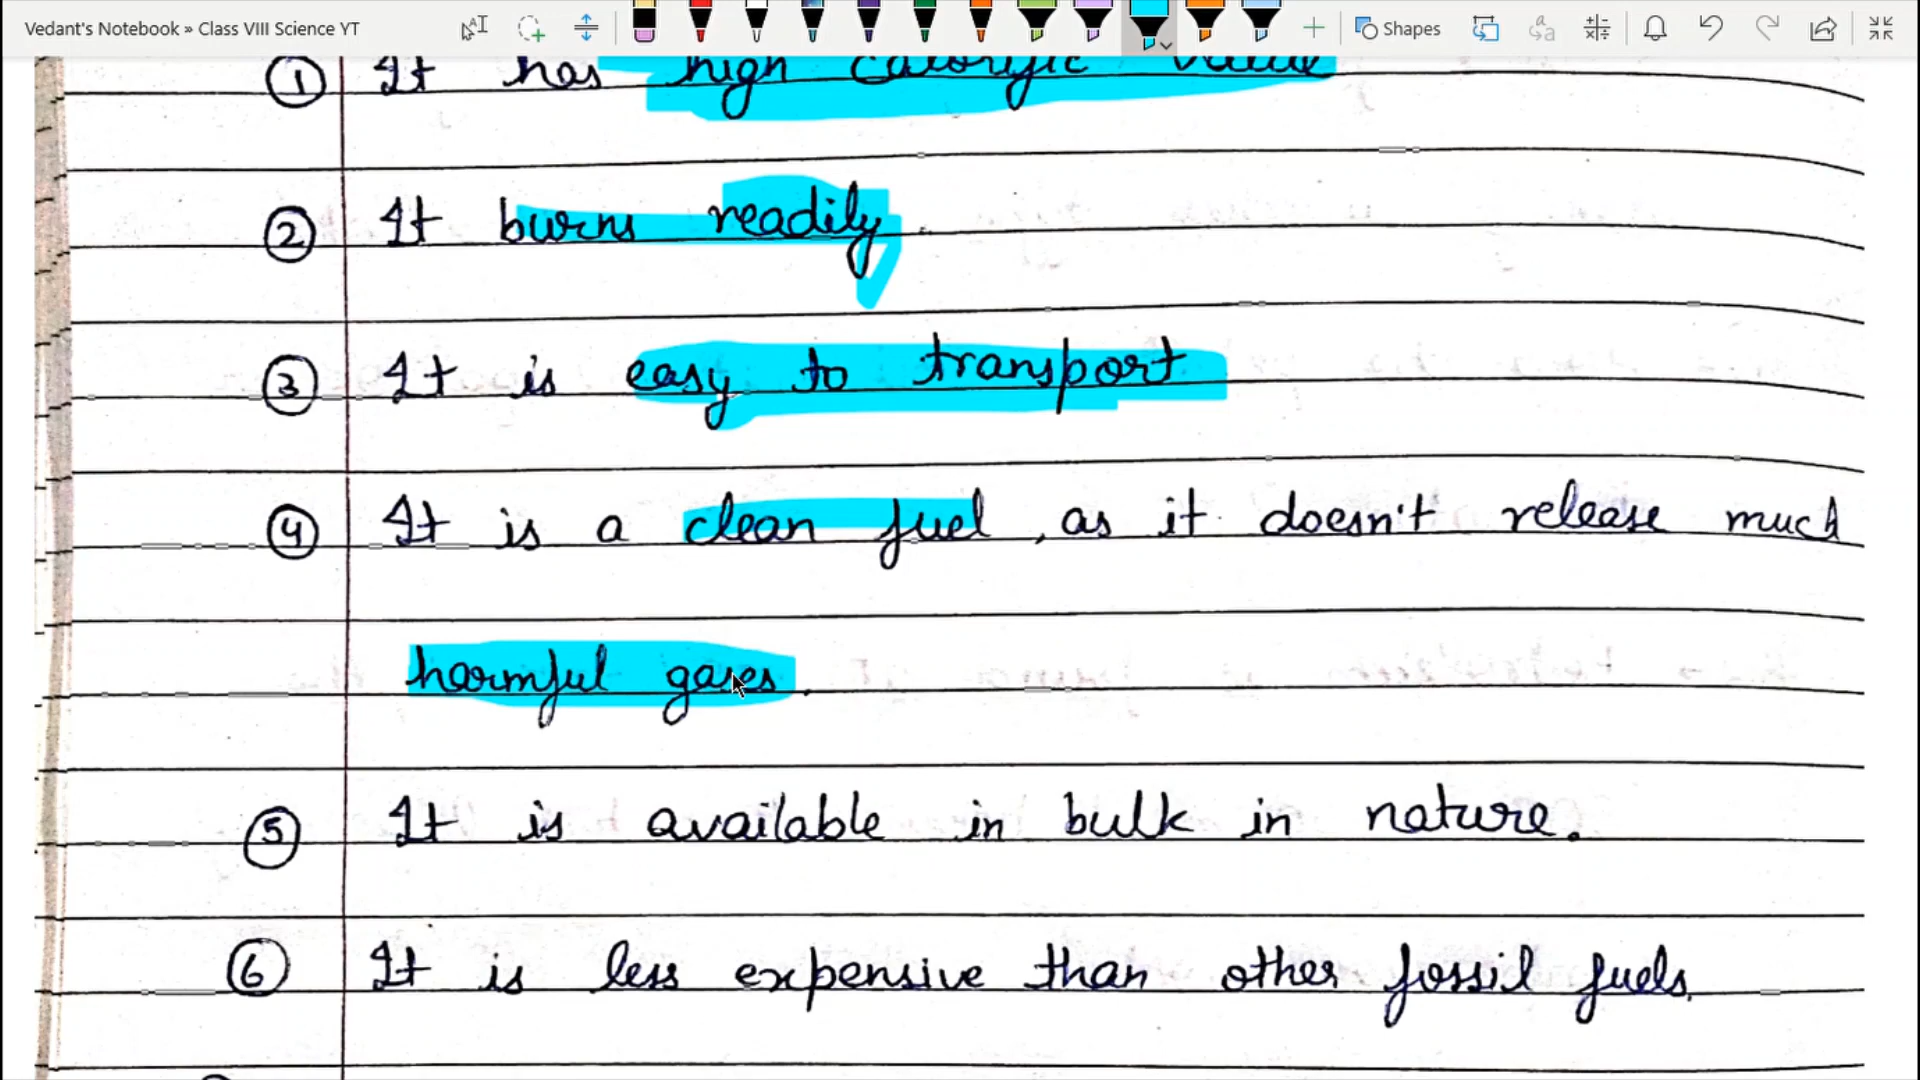 Vedant's Notebook » Class VIII Science YT
Shapes
① It has high calorific value
② It burns readily.
③ It is easy to transport
④ It is a clean fuel, as it doesn't release much
harmful gases.
⑤ It is available in bulk in nature.
⑥ It is less expensive than other fossil fuels.